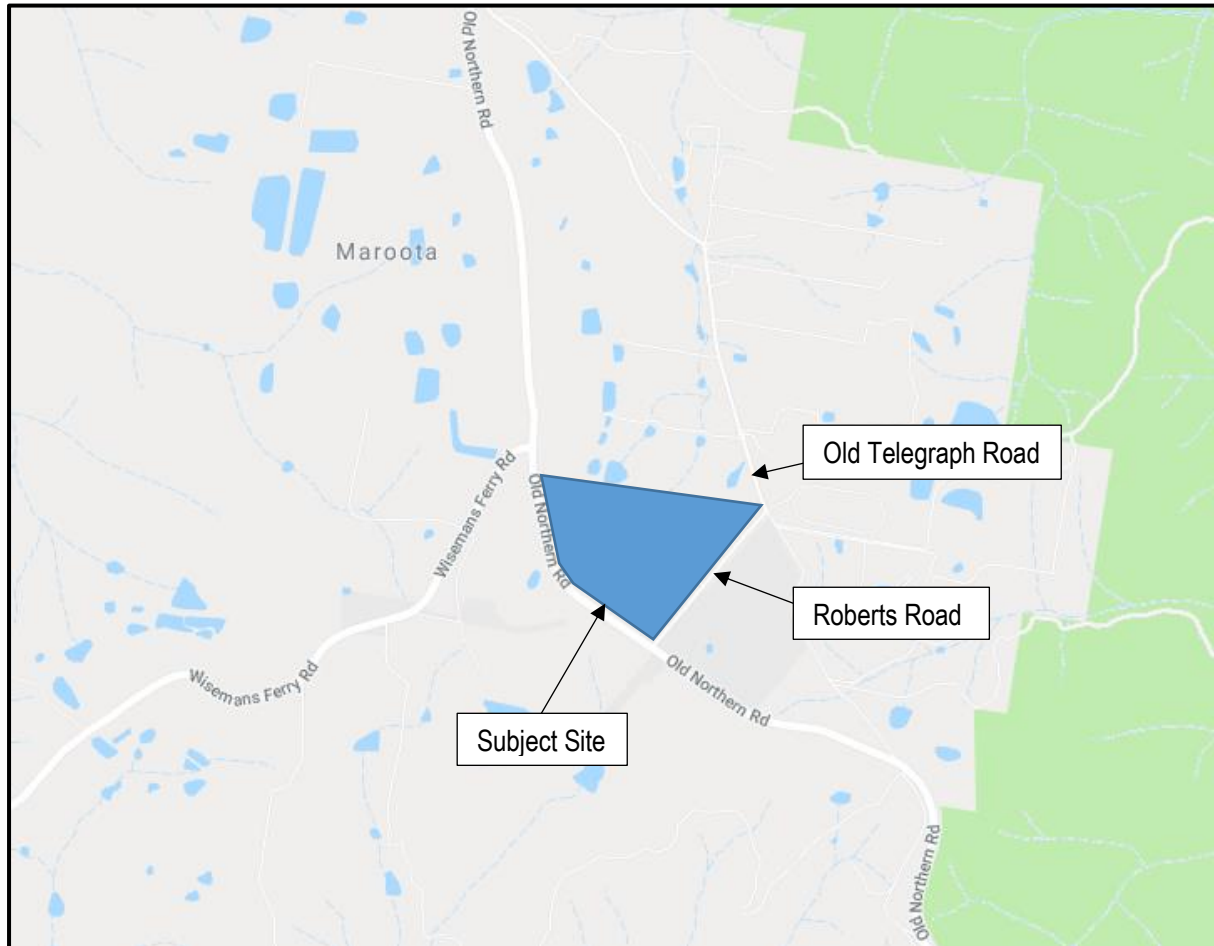 Old Northern Rd
Maroota
Old Telegraph Road
Wisemans Ferry Rd
Old Northern Rd
Roberts Road
Wisemans Ferry Rd
Old Northern Rd
Subject Site
Old Northern Rd